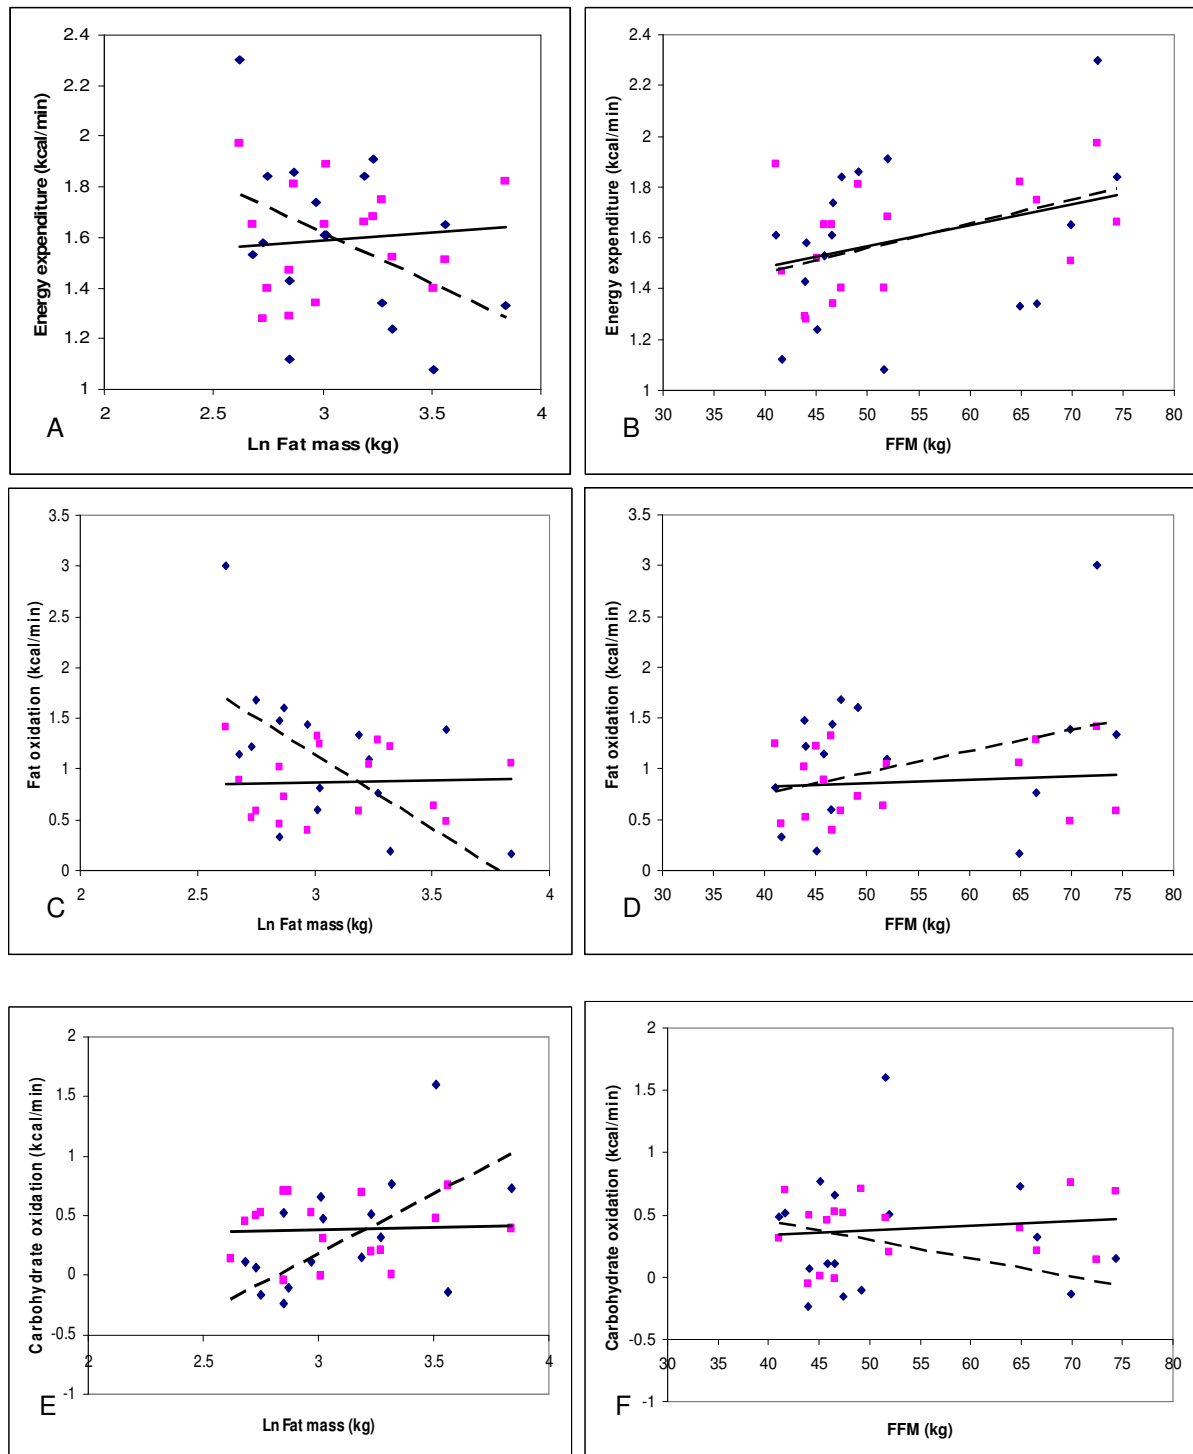 2.4
2.2
2
1.8
1.6
1.4
1.2
1
Energy expenditure (kcal/min)
2 2.5 3 3.5 4
A
Ln Fat mass (kg)
2.4
2.2
2
1.8
1.6
1.4
1.2
1
Energy expenditure (kcal/min)
30 35 40 45 50 55 60 65 70 75 80
B
FFM (kg)
3.5
3
2.5
2
1.5
1
0.5
0
Fat oxidation (kcal/min)
2 2.5 3 3.5 4
C
Ln Fat mass (kg)
3.5
3
2.5
2
1.5
1
0.5
0
Fat oxidation (kcal/min)
30 35 40 45 50 55 60 65 70 75 80
D
FFM (kg)
2
1.5
1
0.5
0
-0.5
-1
Carbohydrate oxidation (kcal/min)
2 2.5 3 3.5 4
E
Ln Fat mass (kg)
2
1.5
1
0.5
0
-0.5
-1
Carbohydrate oxidation (kcal/min)
30 35 40 45 50 55 60 65 70 75 80
F
FFM (kg)